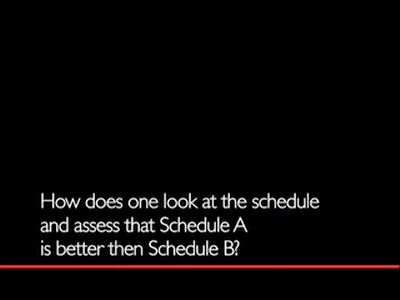 How does one look at the schedule
and assess that Schedule A
is better then Schedule B?